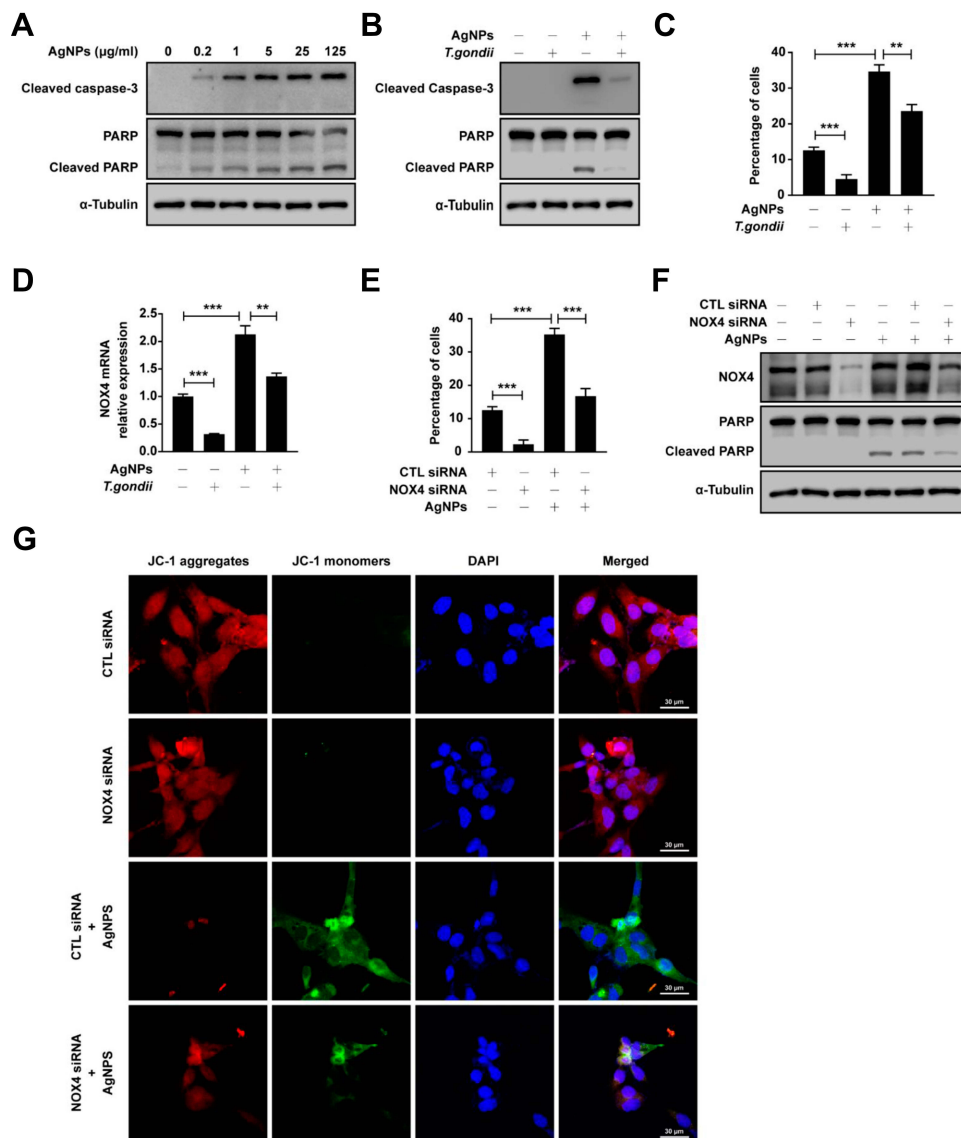 A
AgNPs (µg/ml) 0 0.2 1 5 25 125
Cleaved caspase-3
PARP
Cleaved PARP
α-Tubulin
B
AgNPs – – + +
T.gondii – + – +
Cleaved Caspase-3
PARP
Cleaved PARP
α-Tubulin
C
*** **
***
Percentage of cells
40
30
20
10
0
AgNPs – – + +
T.gondii – + – +
D
*** **
***
NOX4 mRNA
relative expression
2.5
2.0
1.5
1.0
0.5
0.0
AgNPs – – + +
T.gondii – + – +
E
*** ***
***
Percentage of cells
40
30
20
10
0
CTL siRNA + – + –
NOX4 siRNA – + – +
AgNPs – – + +
F
CTL siRNA – + – – + –
NOX4 siRNA – – + – – +
AgNPs – – – + + +
NOX4
PARP
Cleaved PARP
α-Tubulin
G
JC-1 aggregates JC-1 monomers DAPI Merged
CTL siRNA
30 µm
NOX4 siRNA
30 µm
CTL siRNA
+
AgNPS
30 µm
NOX4 siRNA
+
AgNPS
30 µm